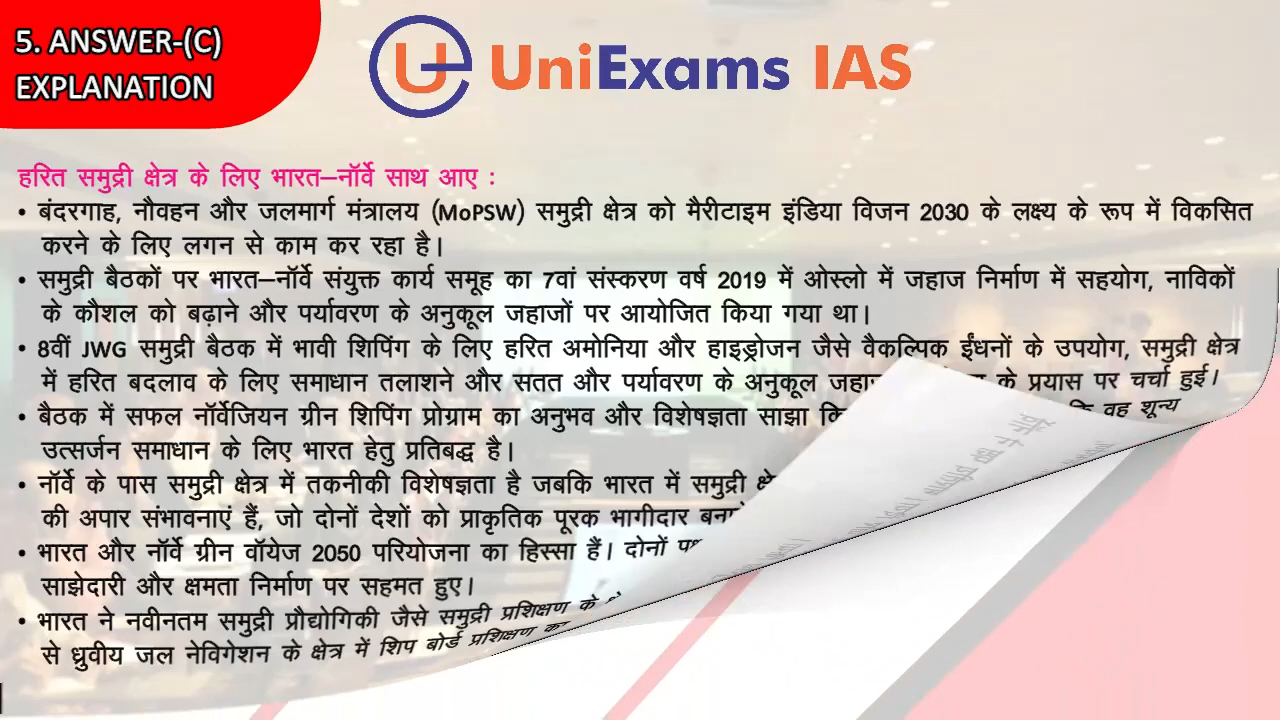 5. ANSWER-(C)
EXPLANATION
UniExams IAS
हरित समुद्री क्षेत्र के लिए भारत–नॉर्वे साथ आए :
• बंदरगाह, नौवहन और जलमार्ग मंत्रालय (MoPSW) समुद्री क्षेत्र को मैरीटाइम इंडिया विजन 2030 के लक्ष्य के रूप में विकसित
करने के लिए लगन से काम कर रहा है।
• समुद्री बैठकों पर भारत–नॉर्वे संयुक्त कार्य समूह का 7वां संस्करण वर्ष 2019 में ओस्लो में जहाज निर्माण में सहयोग, नाविकों
के कौशल को बढ़ाने और पर्यावरण के अनुकूल जहाजों पर आयोजित किया गया था।
• 8वीं JWG समुद्री बैठक में भावी शिपिंग के लिए हरित अमोनिया और हाइड्रोजन जैसे वैकल्पिक ईंधनों के उपयोग, समुद्री क्षेत्र
में हरित बदलाव के लिए समाधान तलाशने और सतत और पर्यावरण के अनुकूल के प्रयास पर चर्चा हुई।
• बैठक में सफल नॉर्वेजियन ग्रीन शिपिंग प्रोग्राम का अनुभव और विशेषज्ञता साझा वह शून्य
उत्सर्जन समाधान के लिए भारत हेतु प्रतिबद्ध है।
• नॉर्वे के पास समुद्री क्षेत्र में तकनीकी विशेषज्ञता है जबकि भारत में समुद्री
की अपार संभावनाएं हैं, जो दोनों देशों को प्राकृतिक पूरक भागीदार
• भारत और नॉर्वे ग्रीन वॉयेज 2050 परियोजना का हिस्सा हैं। दोनों
साझेदारी और क्षमता निर्माण पर सहमत हुए।
• भारत ने नवीनतम समुद्री प्रौद्योगिकी जैसे समुद्री प्रशिक्षण के
से ध्रुवीय जल नेविगेशन के क्षेत्र में शिप बोर्ड प्रशिक्षण